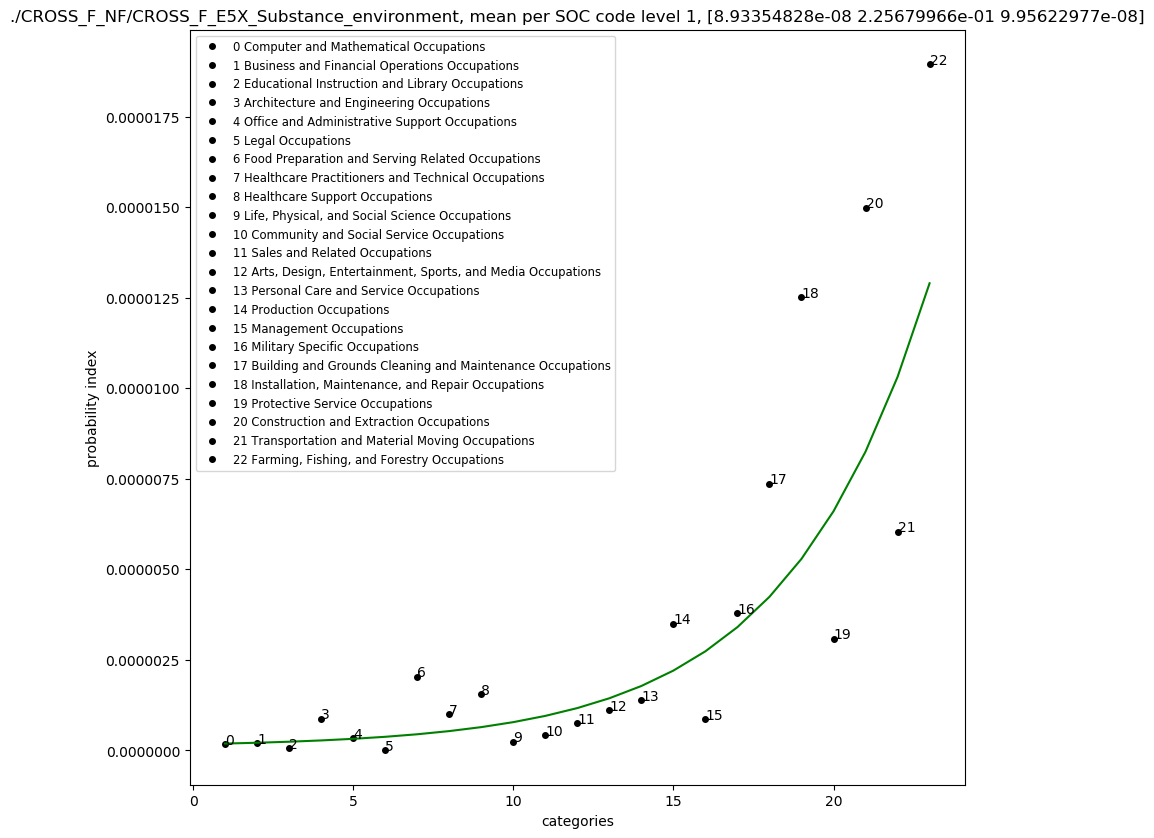 ./CROSS_F_NF/CROSS_F_E5X_Substance_environment, mean per SOC code level 1, [8.93354828e-08 2.25679966e-01 9.95622977e-08]
0 Computer and Mathematical Occupations
1 Business and Financial Operations Occupations
2 Educational Instruction and Library Occupations
3 Architecture and Engineering Occupations
4 Office and Administrative Support Occupations
5 Legal Occupations
6 Food Preparation and Serving Related Occupations
7 Healthcare Practitioners and Technical Occupations
8 Healthcare Support Occupations
9 Life, Physical, and Social Science Occupations
10 Community and Social Service Occupations
11 Sales and Related Occupations
12 Arts, Design, Entertainment, Sports, and Media Occupations
13 Personal Care and Service Occupations
14 Production Occupations
15 Management Occupations
16 Military Specific Occupations
17 Building and Grounds Cleaning and Maintenance Occupations
18 Installation, Maintenance, and Repair Occupations
19 Protective Service Occupations
20 Construction and Extraction Occupations
21 Transportation and Material Moving Occupations
22 Farming, Fishing, and Forestry Occupations
probability index
0.0000175
0.0000150
0.0000125
0.0000100
0.0000075
0.0000050
0.0000025
0.0000000
0
1
2
3
4
5
6
7
8
9
10
11
12
13
14
15
16
17
18
19
20
21
22
0
5
10
15
20
categories